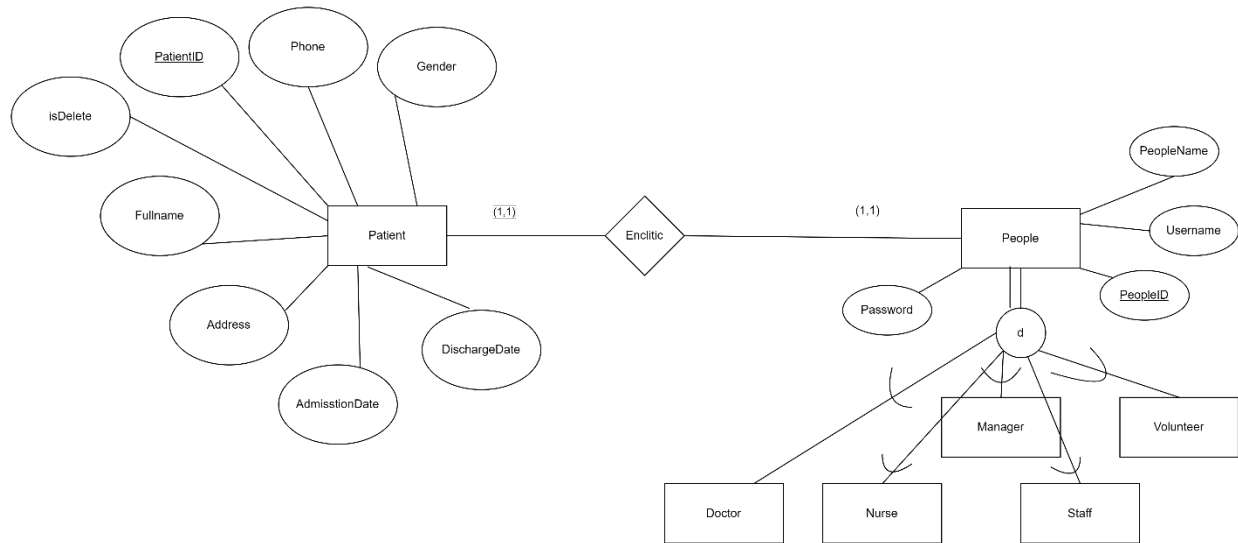 Phone
PatientID
Gender
isDelete
PeopleName
Fullname
(1,1)
(1,1)
Patient
Enclitic
People
Username
PeopleID
Password
Address
DischargeDate
d
AdmisstionDate
Manager
Volunteer
Doctor
Nurse
Staff